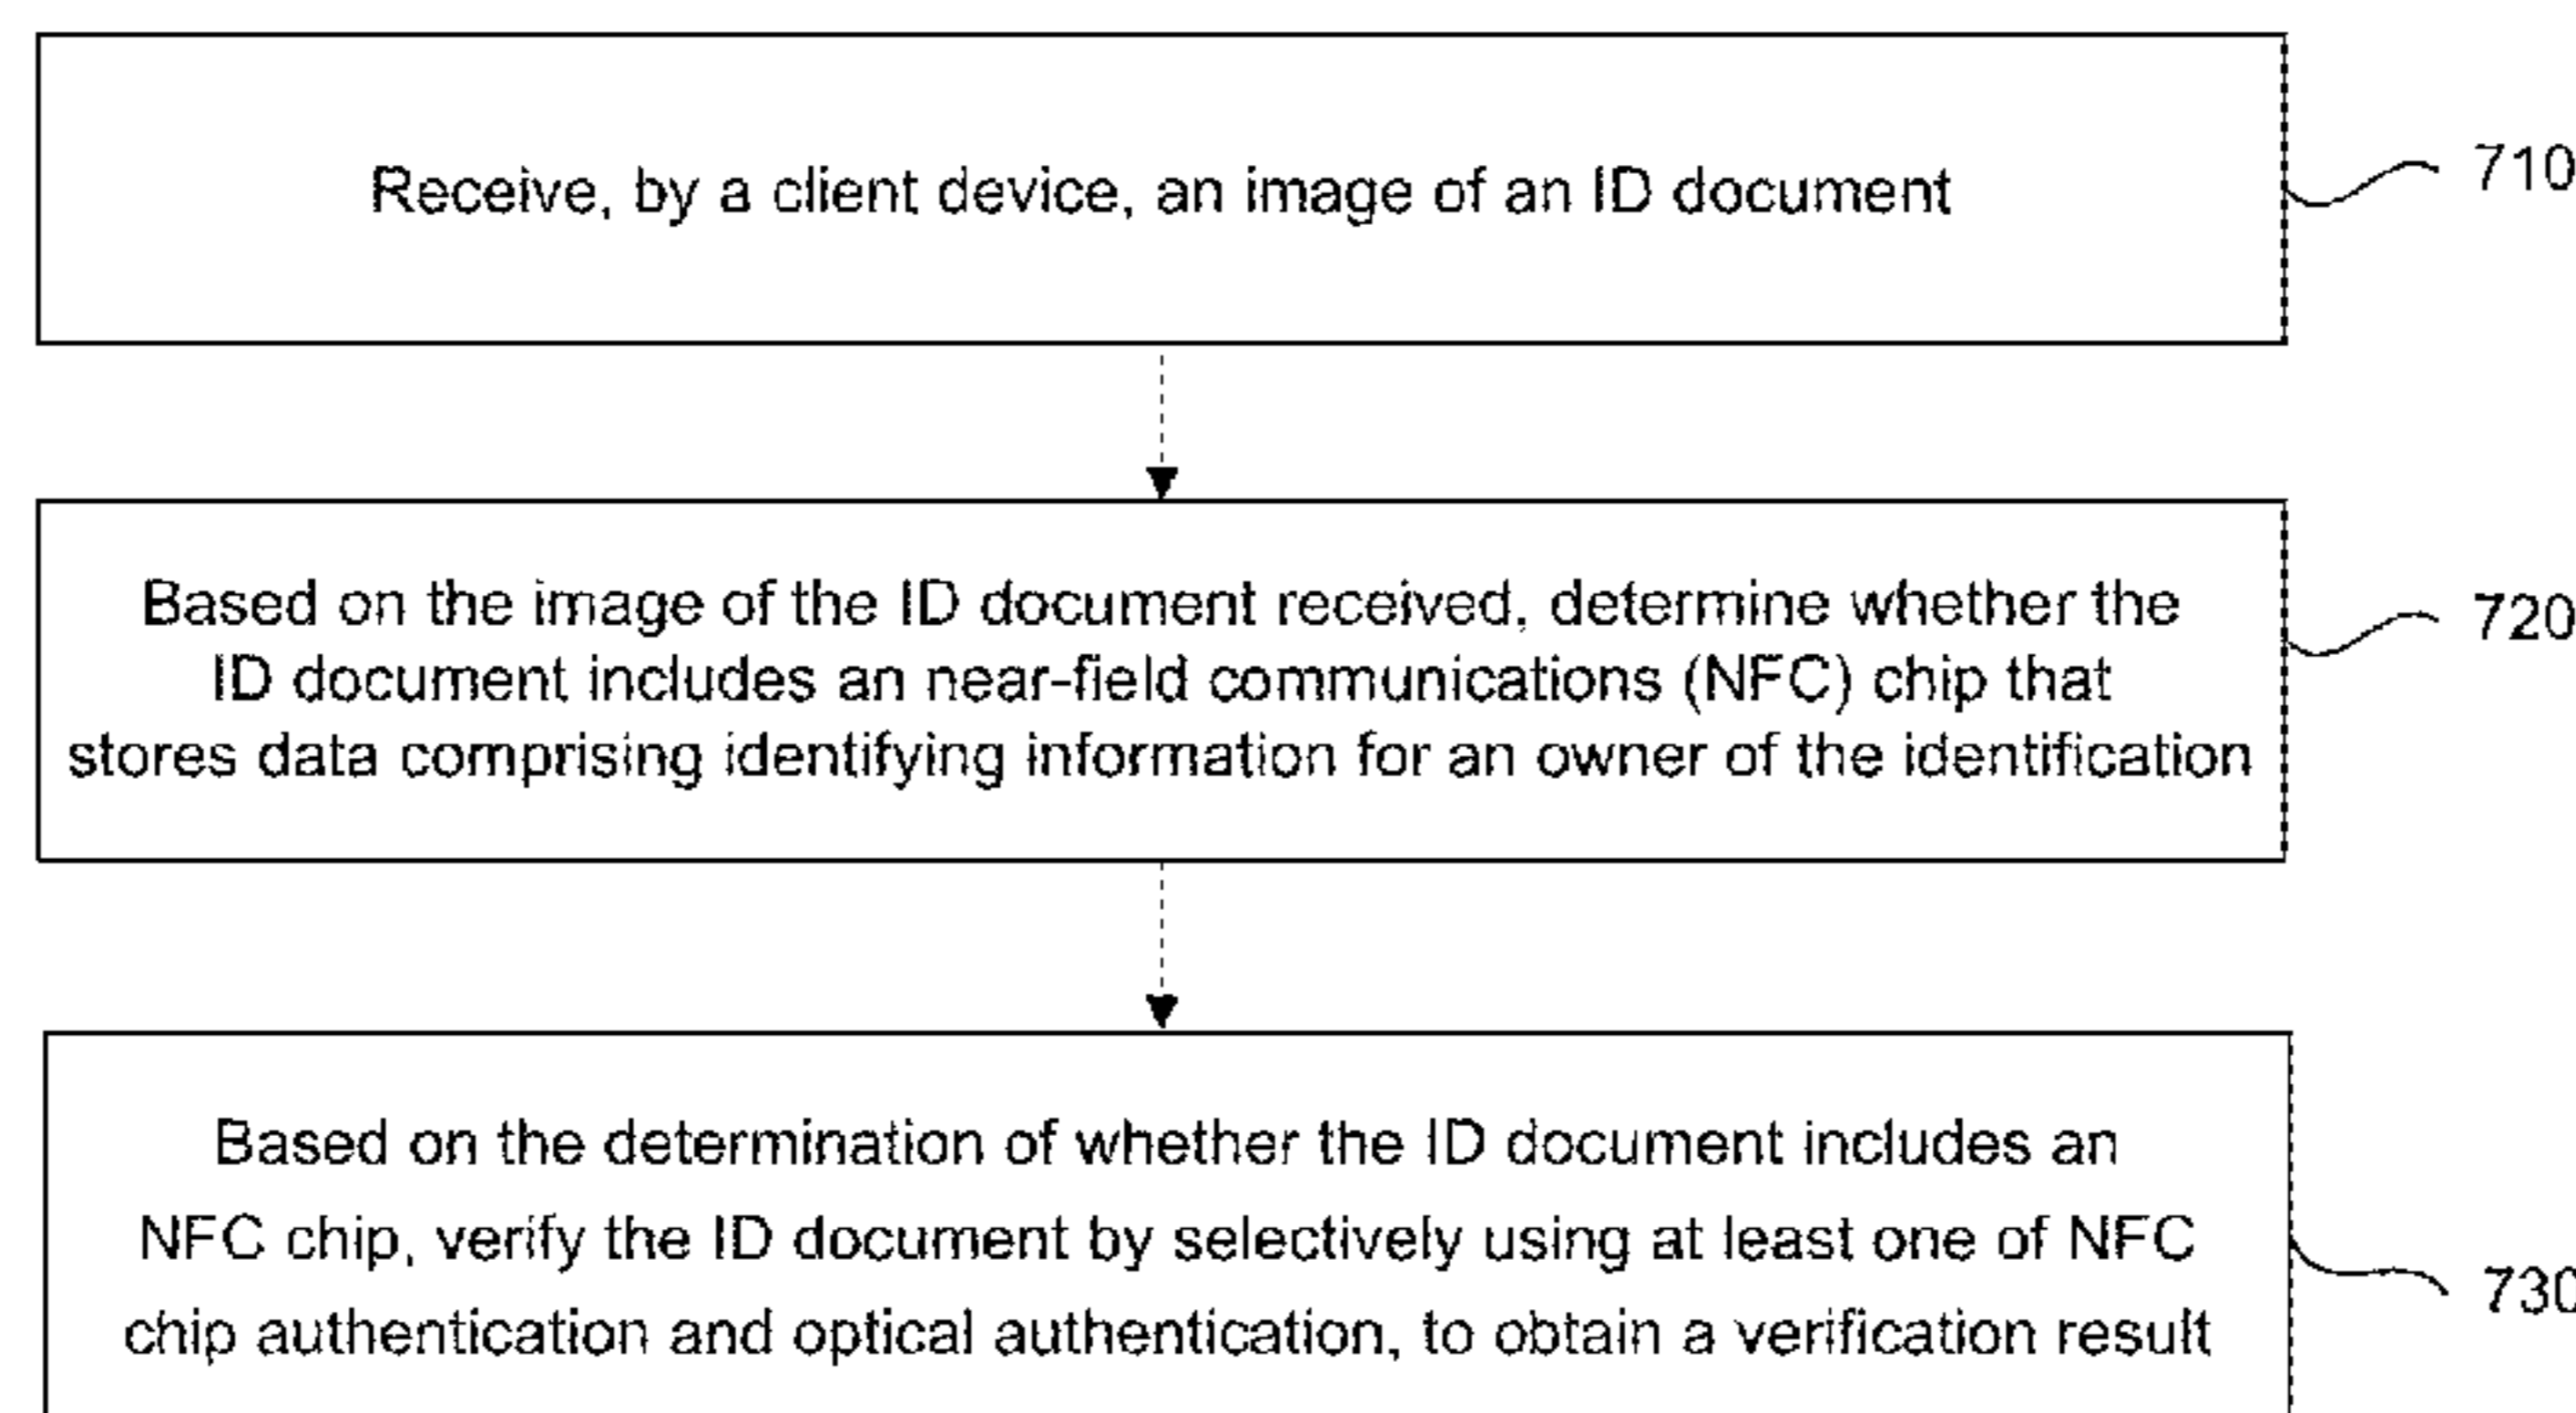 Receive, by a client device, an image of an ID document
710
Based on the image of the ID document received, determine whether the
ID document includes an near-field communications (NFC) chip that
stores data comprising identifying information for an owner of the identification
720
Based on the determination of whether the ID document includes an
NFC chip, verify the ID document by selectively using at least one of NFC
chip authentication and optical authentication, to obtain a verification result
730